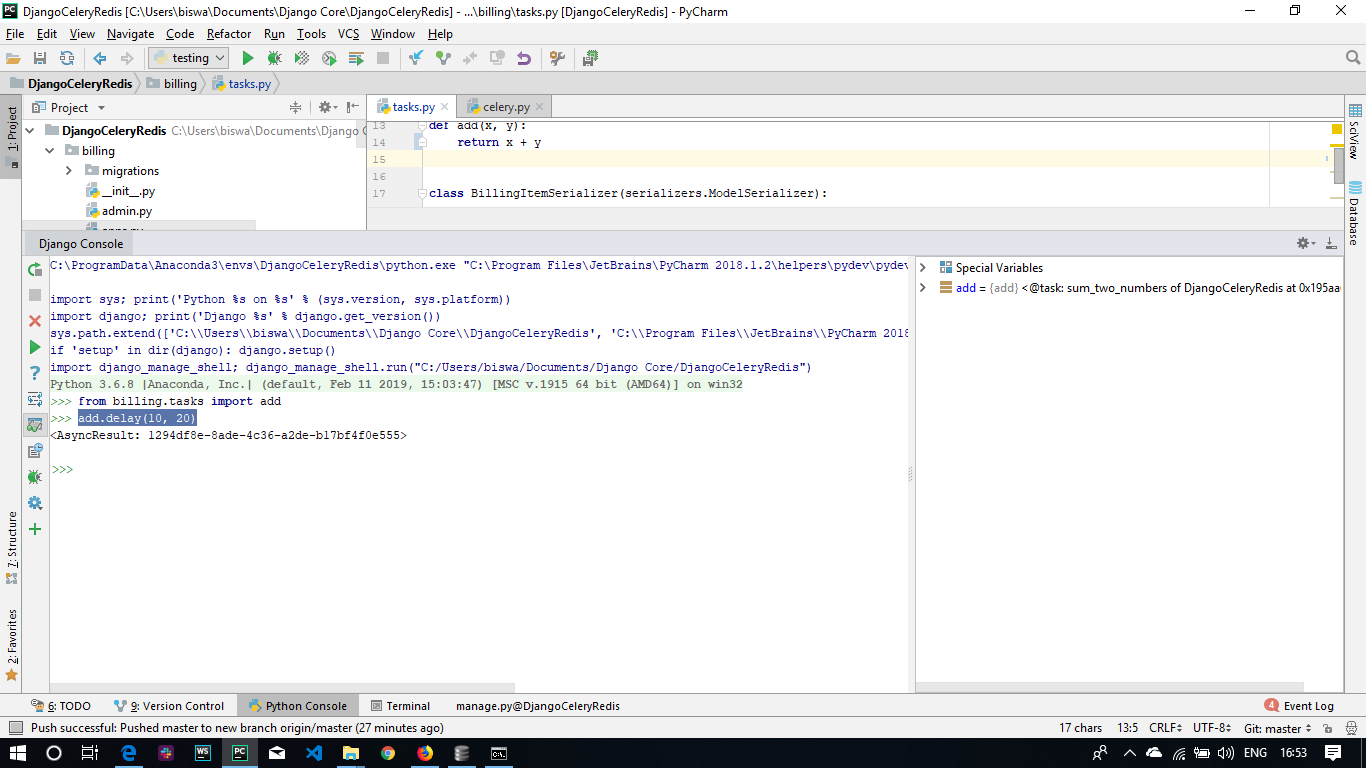 DjangoCeleryRedis [C:\Users\biswa\Documents\Django Core\DjangoCeleryRedis] - ...\billing\tasks.py [DjangoCeleryRedis] - PyCharm
File Edit View Navigate Code Refactor Run Tools VCS Window Help
testing
DjangoCeleryRedis billing tasks.py
1: Project
Project
tasks.py celery.py
DjangoCeleryRedis C:\Users\biswa\Documents\Django C
billing
migrations
__init__.py
admin.py
13 def add(x, y):
14 return x + y
15
16
17 class BillingItemSerializer(serializers.ModelSerializer):
SciView
Database
Django Console
C:\ProgramData\Anaconda3\envs\DjangoCeleryRedis\python.exe "C:\Program Files\JetBrains\PyCharm 2018.1.2\helpers\pydev\pydev
import sys; print('Python %s on %s' % (sys.version, sys.platform))
import django; print('Django %s' % django.get_version())
sys.path.extend(['C:\\Users\\biswa\\Documents\\Django Core\\DjangoCeleryRedis', 'C:\\Program Files\\JetBrains\\PyCharm 2018
if 'setup' in dir(django): django.setup()
import django_manage_shell; django_manage_shell.run("C:/Users/biswa/Documents/Django Core/DjangoCeleryRedis")
Python 3.6.8 |Anaconda, Inc.| (default, Feb 11 2019, 15:03:47) [MSC v.1915 64 bit (AMD64)] on win32
>>> from billing.tasks import add
>>> add.delay(10, 20)
<AsyncResult: 1294df8e-8ade-4c36-a2de-b17bf4f0e555>
>>>
Special Variables
add = {add} <@task: sum_two_numbers of DjangoCeleryRedis at 0x195aa
7: Structure
2: Favorites
6: TODO 9: Version Control Python Console Terminal manage.py@DjangoCeleryRedis 4 Event Log
Push successful: Pushed master to new branch origin/master (27 minutes ago) 17 chars 13:5 CRLF UTF-8 Git: master
ENG 16:53